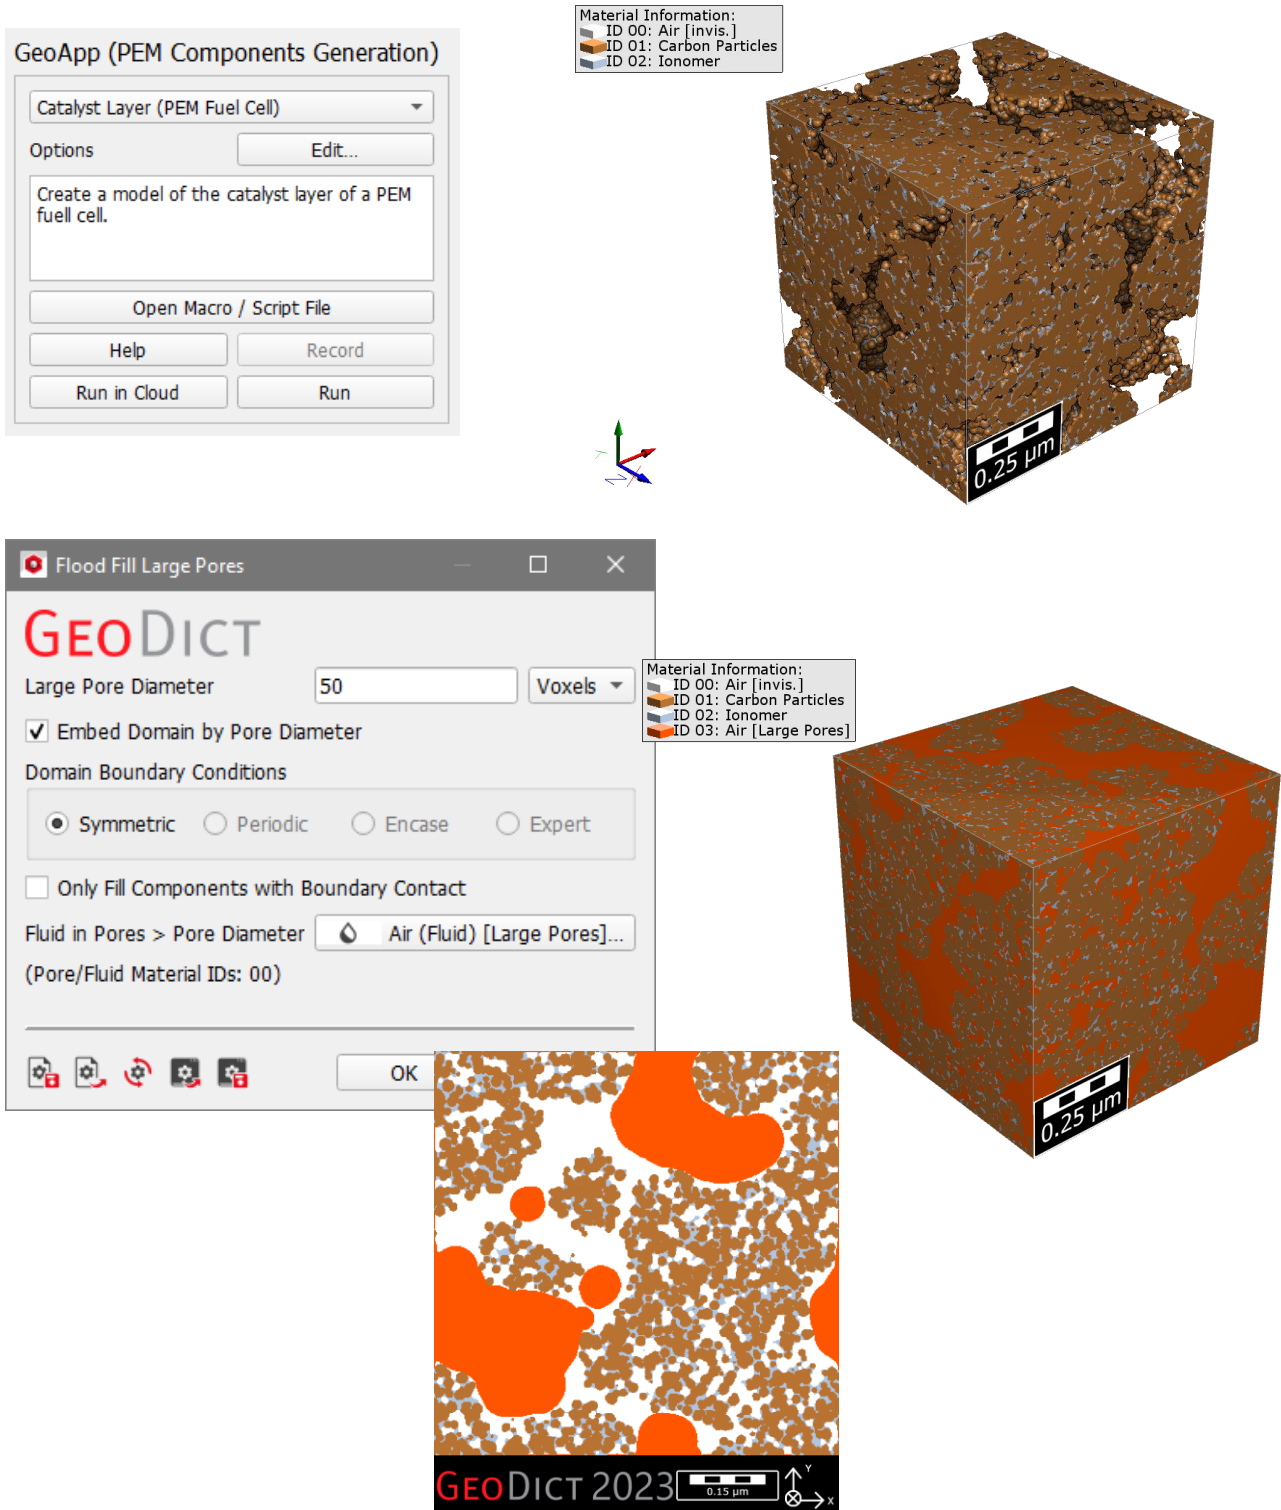 GeoApp (PEM Components Generation)
Catalyst Layer (PEM Fuel Cell)
Options
Edit...
Create a model of the catalyst layer of a PEM
fuell cell.
Open Macro / Script File
Help
Record
Run in Cloud
Run
Material Information:
ID 00: Air [invis.]
ID 01: Carbon Particles
ID 02: Ionomer
0.25 µm
Z
Flood Fill Large Pores
GEODICT
Large Pore Diameter
50
Voxels
Embed Domain by Pore Diameter
Domain Boundary Conditions
Symmetric
Periodic
Encase
Expert
Only Fill Components with Boundary Contact
Fluid in Pores > Pore Diameter
Air (Fluid) [Large Pores]...
(Pore/Fluid Material IDs: 00)
OK
Material Information:
ID 00: Air [invis.]
ID 01: Carbon Particles
ID 02: Ionomer
ID 03: Air [Large Pores]
0.25 µm
GEODICT 2023
0.15 µm
Y
X